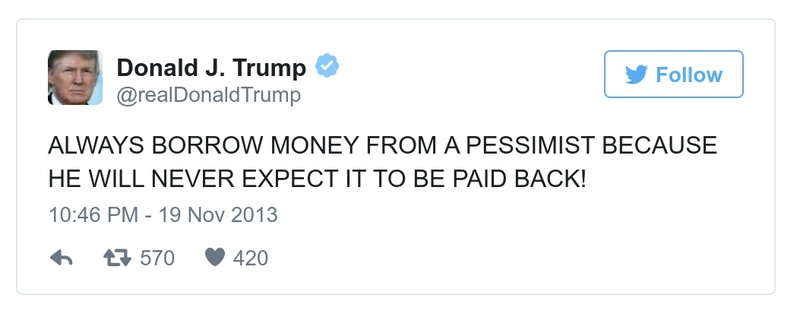 Donald J. Trump
@realDonaldTrump
Follow
ALWAYS BORROW MONEY FROM A PESSIMIST BECAUSE
HE WILL NEVER EXPECT IT TO BE PAID BACK!
10:46 PM - 19 Nov 2013
570 420